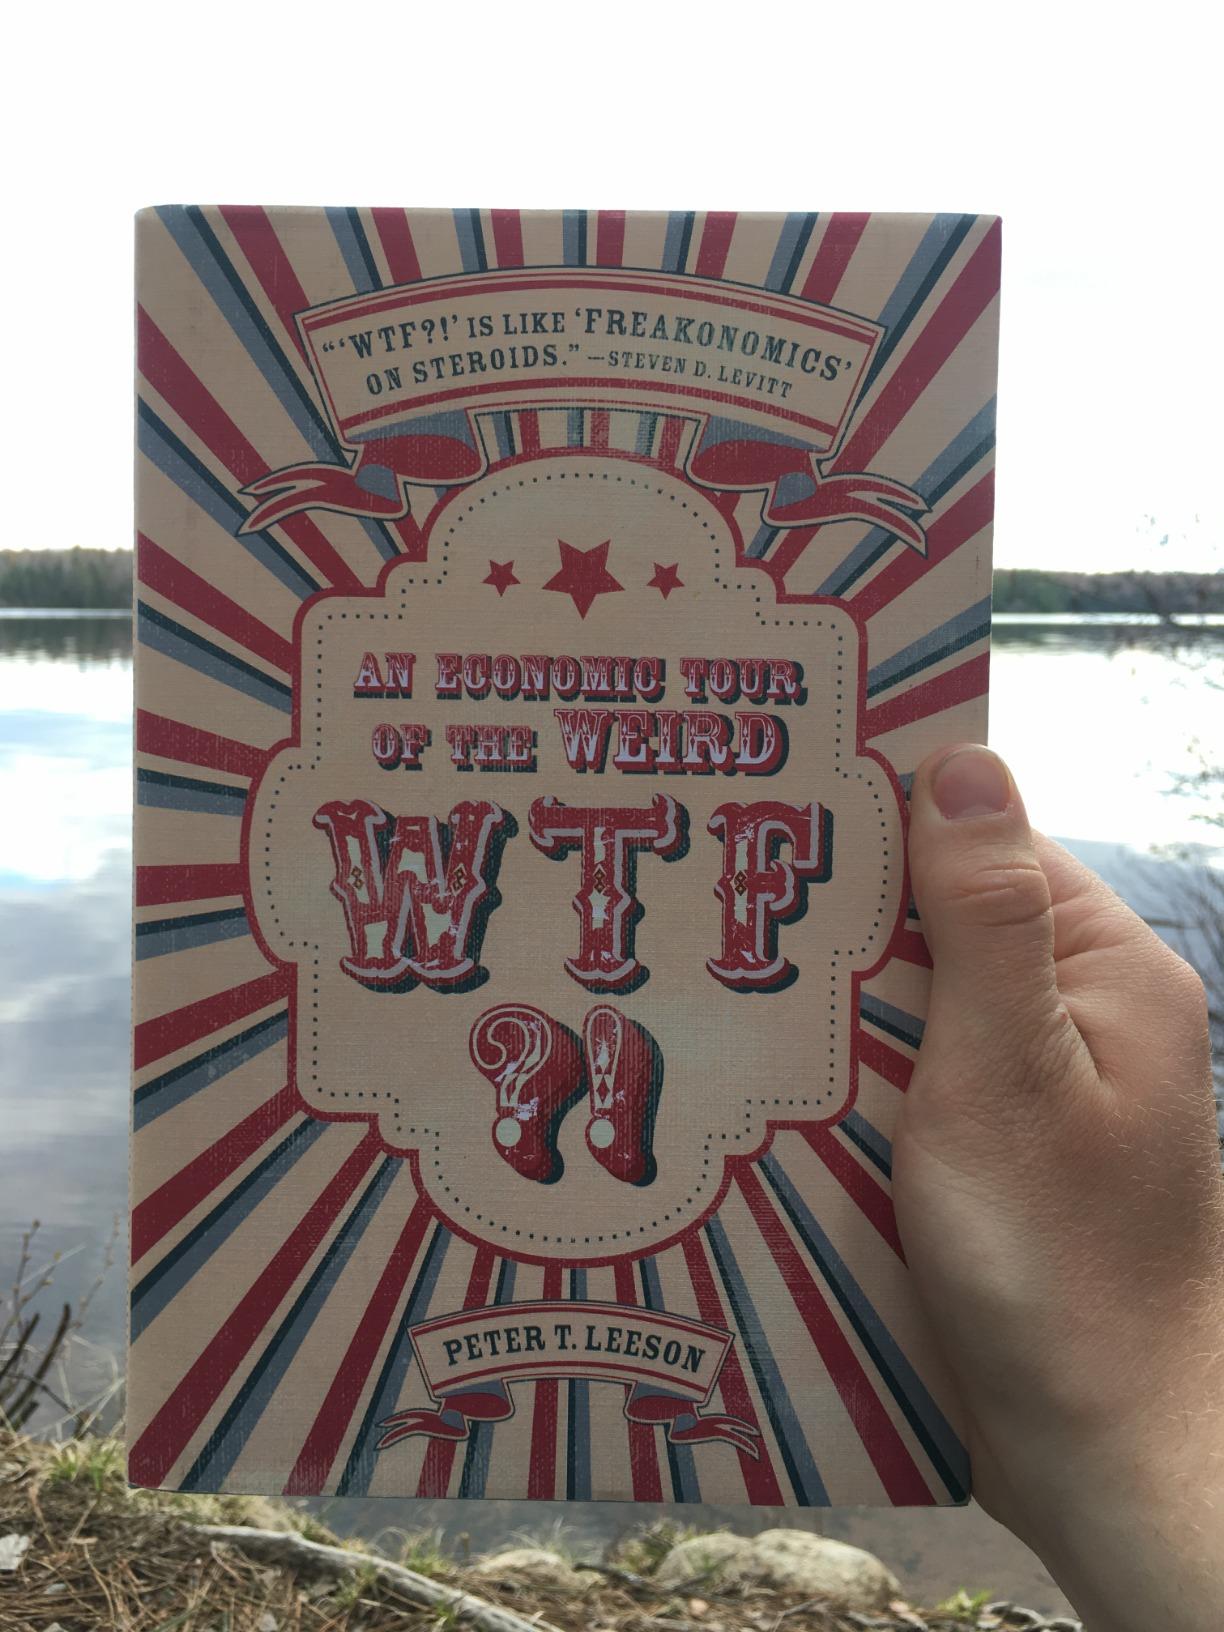 “‘WTF?!’ IS LIKE ‘FREAKONOMICS’
ON STEROIDS.” —STEVEN D. LEVITT
AN ECONOMIC TOUR
OF THE WEIRD
WTF
?!
PETER T. LEESON